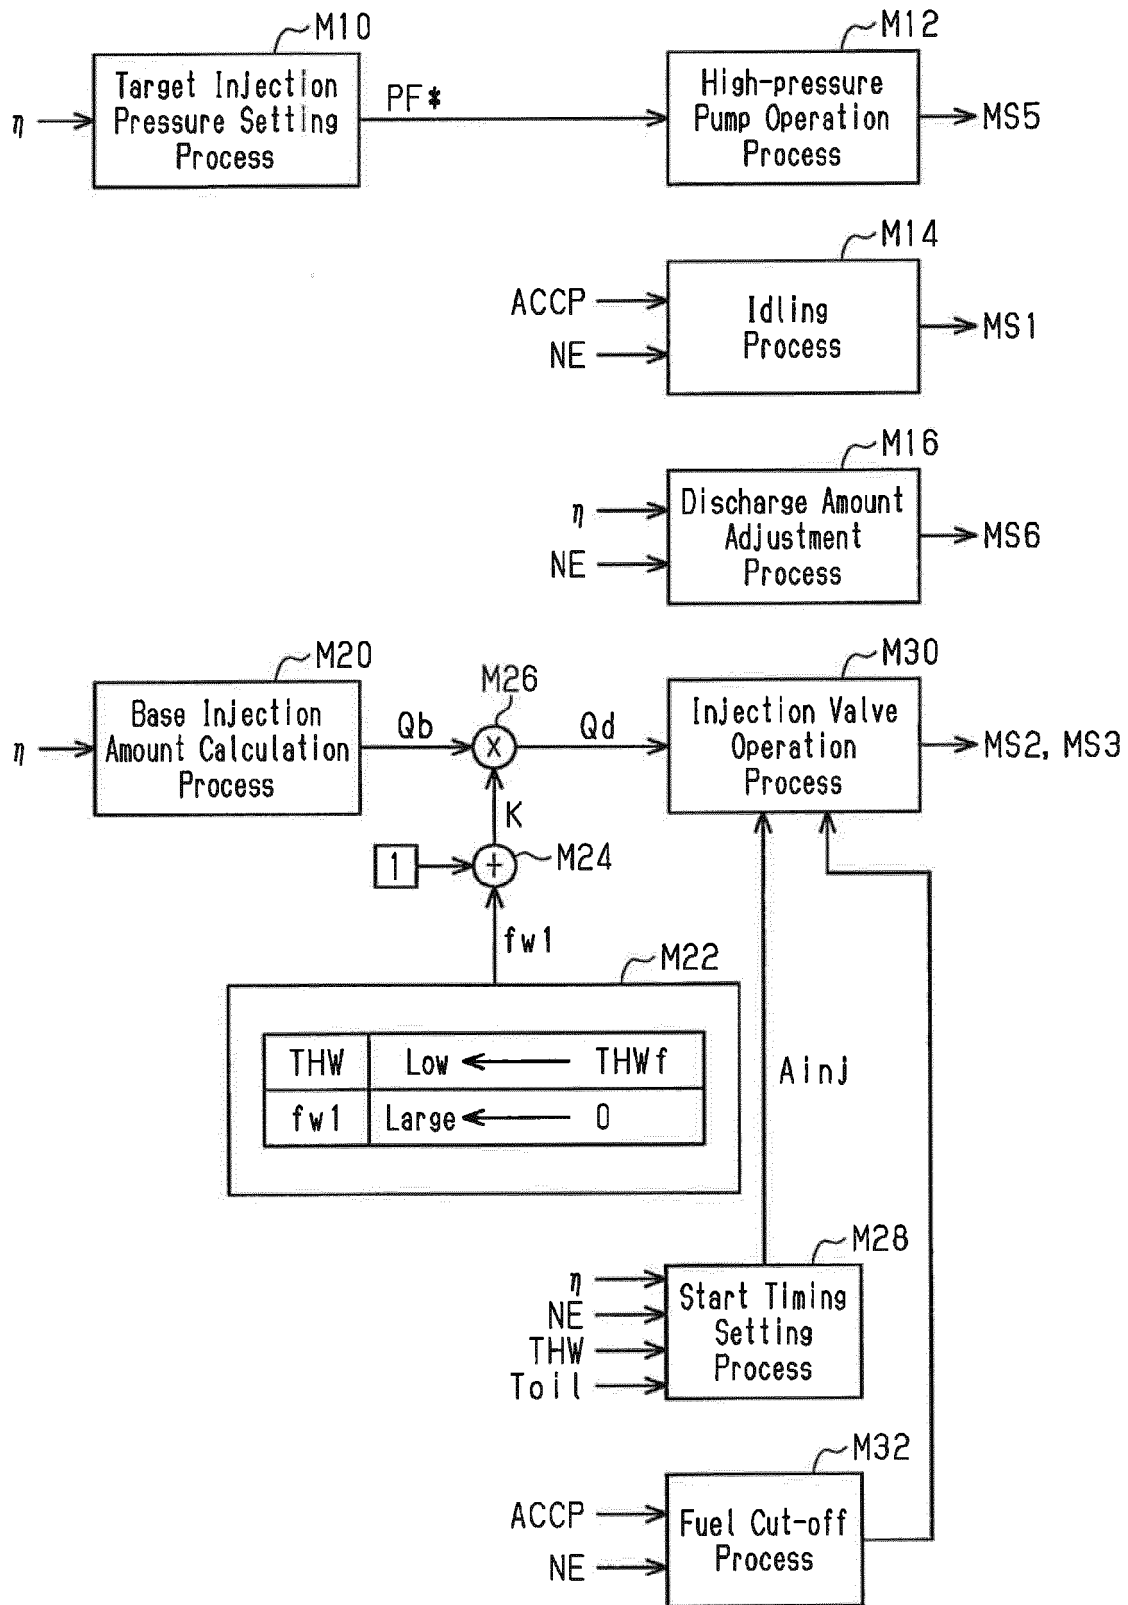 M10
Target Injection
Pressure Setting
Process
η
PF*
M12
High-pressure
Pump Operation
Process
MS5
M14
ACCP
NE
Idling
Process
MS1
M16
η
NE
Discharge Amount
Adjustment
Process
MS6
M20
η
Base Injection
Amount Calculation
Process
Qb
M26
×
Qd
M30
Injection Valve
Operation
Process
MS2, MS3
K
1
+
M24
fw1
M22
THW Low THWf
fw1 Large 0
Ainj
M28
η
NE
THW
Toil
Start Timing
Setting
Process
M32
ACCP
NE
Fuel Cut-off
Process